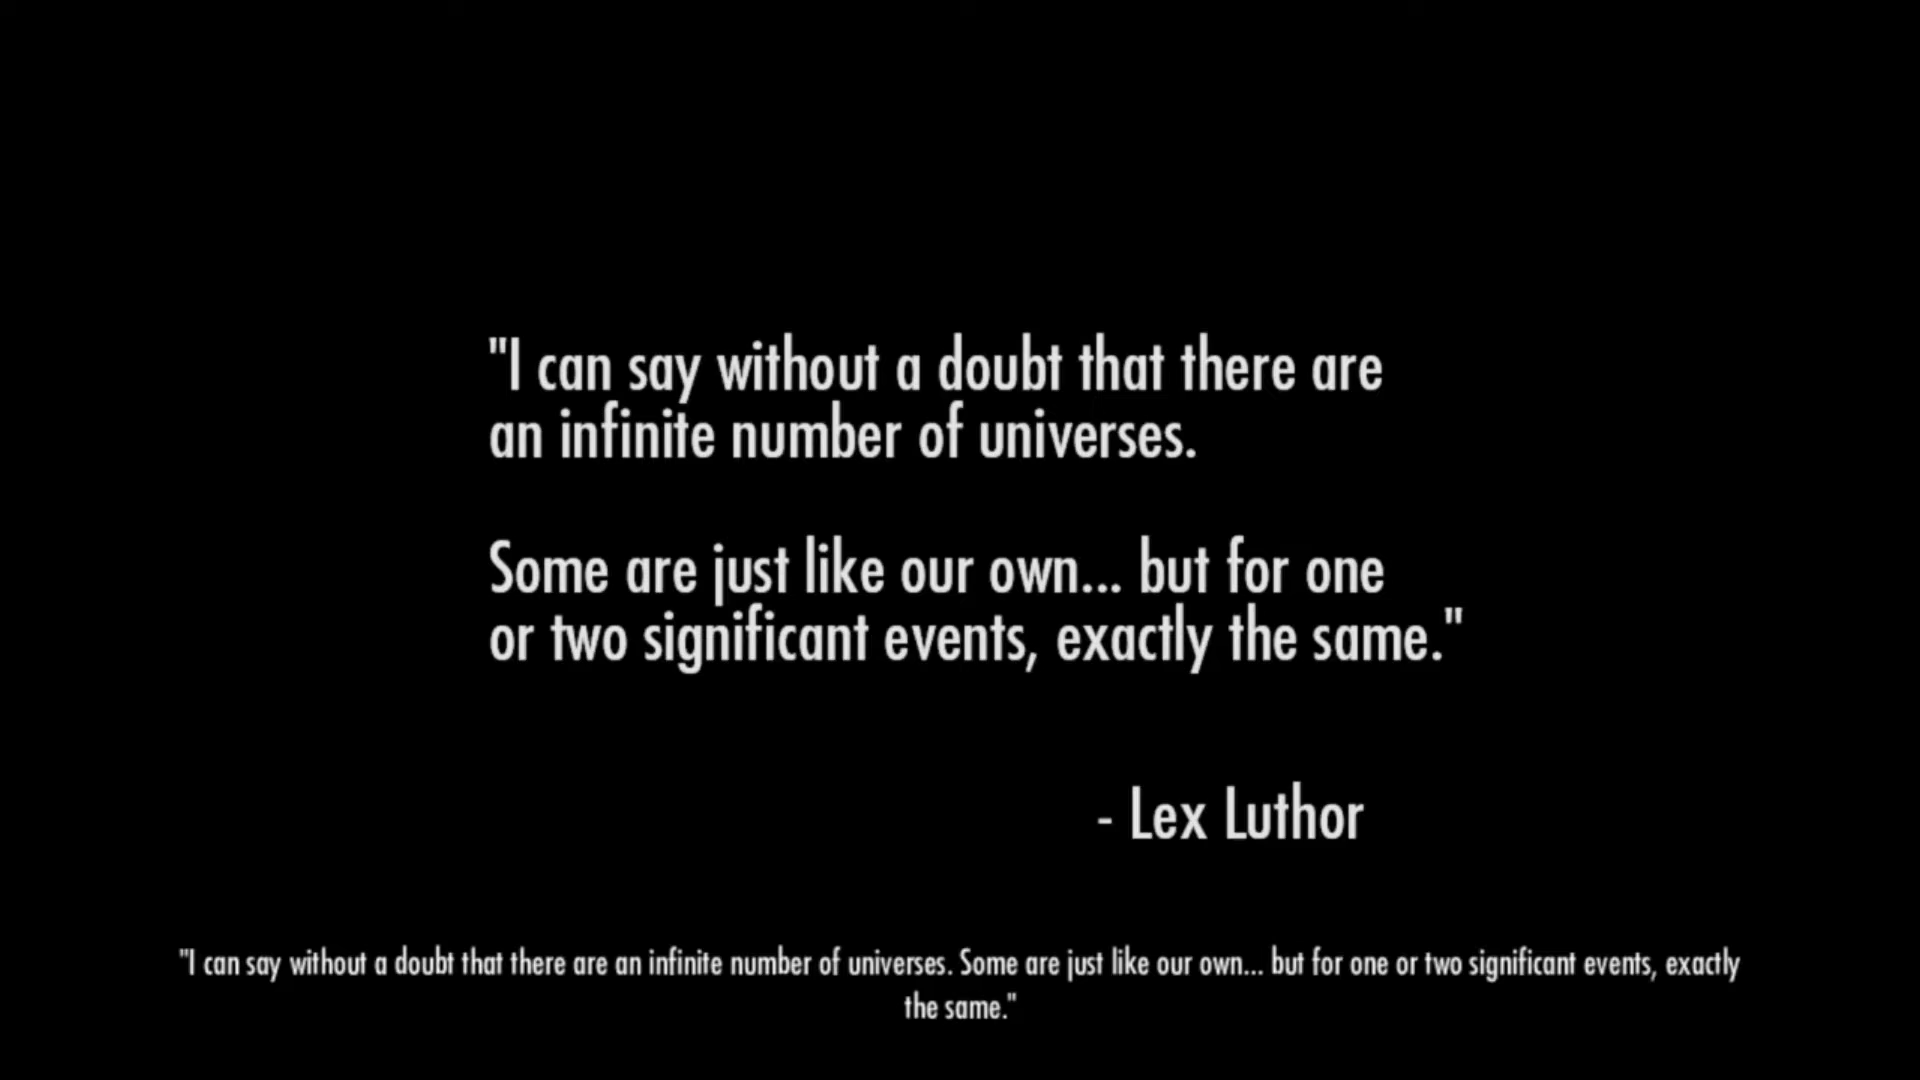 "I can say without a doubt that there are
an infinite number of universes.
Some are just like our own... but for one
or two significant events, exactly the same."
- Lex Luthor
"I can say without a doubt that there are an infinite number of universes. Some are just like our own... but for one or two significant events, exactly
the same."